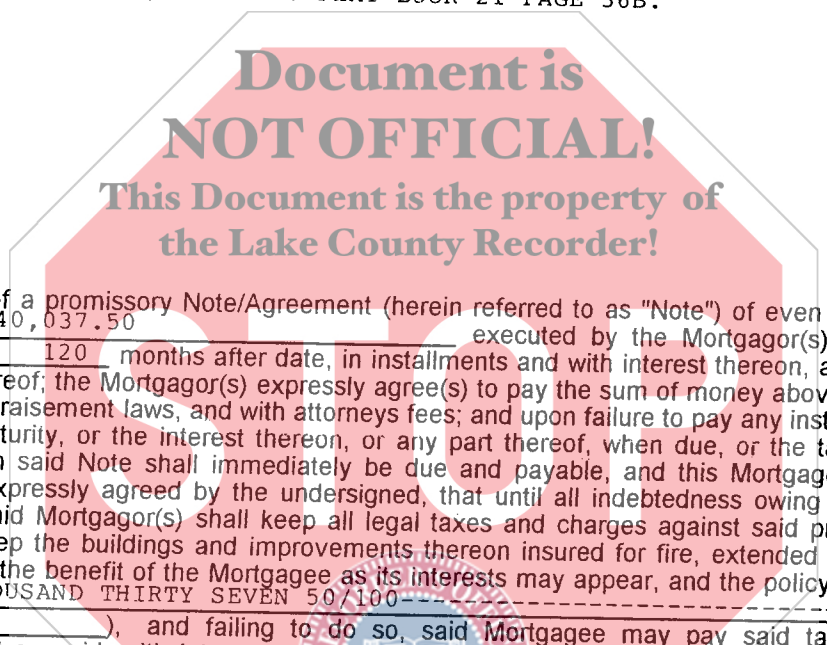 PAGE 36B.
Document is
NOT OFFICIAL!
This Document is the property of
the Lake County Recorder!
f a promissory Note/Agreement (herein referred to as "Note") of even
40,037.50 executed by the Mortgagor(s)
120 months after date, in installments and with interest thereon, a
reof; the Mortgagor(s) expressly agree(s) to pay the sum of money abov
raisement laws, and with attorneys fees; and upon failure to pay any inst
turity, or the interest thereon, or any part thereof, when due, or the ta
n said Note shall immediately be due and payable, and this Mortgag
xpressly agreed by the undersigned, that until all indebtedness owing
id Mortgagor(s) shall keep all legal taxes and charges against said pr
ep the buildings and improvements thereon insured for fire, extended
the benefit of the Mortgagee as its interests may appear, and the policy
OUSAND THIRTY SEVEN 50/100
), and failing to do so, said Mortgagee may pay said ta
STOP